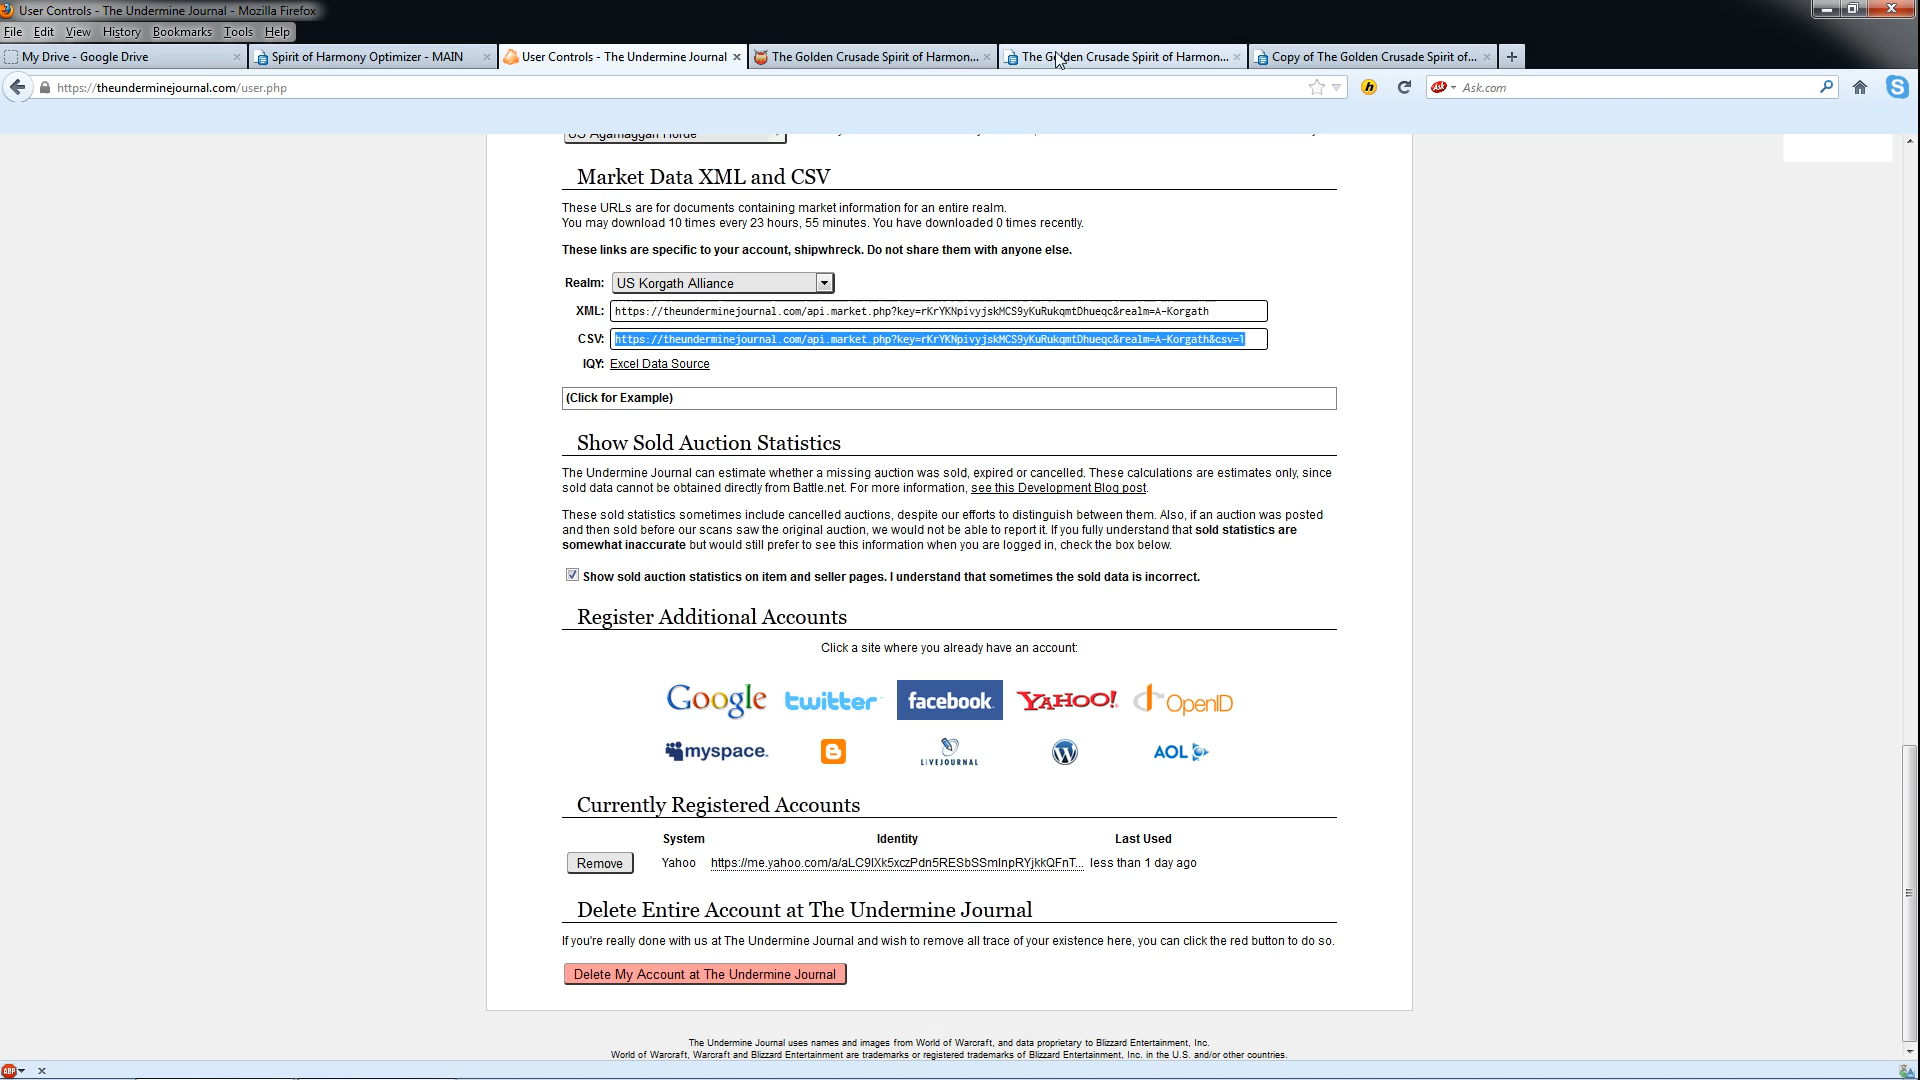 User Controls - The Undermine Journal - Mozilla Firefox
File Edit View History Bookmarks Tools Help
My Drive - Google Drive
Spirit of Harmony Optimizer - MAIN
User Controls - The Undermine Journal
The Golden Crusade Spirit of Harmon...
The Golden Crusade Spirit of Harmon...
Copy of The Golden Crusade Spirit of...
https://theunderminejournal.com/user.php
Ask Ask.com
US Agamaggan Horde
Market Data XML and CSV
These URLs are for documents containing market information for an entire realm.
You may download 10 times every 23 hours, 55 minutes. You have downloaded 0 times recently.
These links are specific to your account, shipwhreck. Do not share them with anyone else.
Realm: US Korgath Alliance
XML: https://theunderminejournal.com/api.market.php?key=rKrYKNpivyjskMCS9yKuRukqmtDhueqc&realm=A-Korgath
CSV: https://theunderminejournal.com/api.market.php?key=rKrYKNpivyjskMCS9yKuRukqmtDhueqc&realm=A-Korgath&csv=1
IQY: Excel Data Source
(Click for Example)
Show Sold Auction Statistics
The Undermine Journal can estimate whether a missing auction was sold, expired or cancelled. These calculations are estimates only, since
sold data cannot be obtained directly from Battle.net. For more information, see this Development Blog post.
These sold statistics sometimes include cancelled auctions, despite our efforts to distinguish between them. Also, if an auction was posted
and then sold before our scans saw the original auction, we would not be able to report it. If you fully understand that sold statistics are
somewhat inaccurate but would still prefer to see this information when you are logged in, check the box below.
Show sold auction statistics on item and seller pages. I understand that sometimes the sold data is incorrect.
Register Additional Accounts
Click a site where you already have an account:
Google twitter facebook YAHOO! OpenID
myspace LIVEJOURNAL AOL
Currently Registered Accounts
System Identity Last Used
Remove Yahoo https://me.yahoo.com/a/aLC9IXk5xczPdn5RESbSSmlnpRYjkkQFnT... less than 1 day ago
Delete Entire Account at The Undermine Journal
If you're really done with us at The Undermine Journal and wish to remove all trace of your existence here, you can click the red button to do so.
Delete My Account at The Undermine Journal
The Undermine Journal uses names and images from World of Warcraft, and data proprietary to Blizzard Entertainment, Inc.
World of Warcraft, Warcraft and Blizzard Entertainment are trademarks or registered trademarks of Blizzard Entertainment, Inc. in the U.S. and/or other countries.
ABP